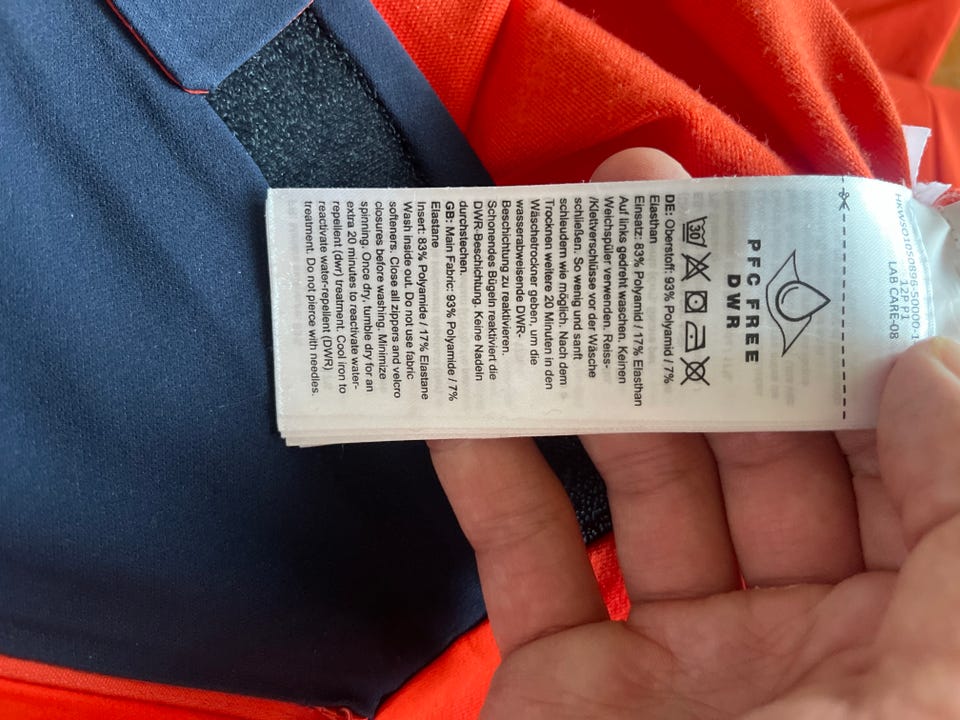 HKWSO1050896-S0000-1
12P P1
LAB CARE-08
PFC FREE
DWR
30
DE: Oberstoff: 93% Polyamid / 7%
Elasthan
Einsatz: 83% Polyamid / 17% Elasthan
Auf links gedreht waschen. Keinen
Weichspüler verwenden. Reiss-
/Klettverschlüsse vor der Wäsche
schließen. So wenig und sanft
schleudern wie möglich. Nach dem
Trocknen weitere 20 Minuten in den
Wäschetrockner geben, um die
wasserabweisende DWR-
Beschichtung zu reaktivieren.
Schonendes Bügeln reaktiviert die
DWR-Beschichtung. Keine Nadeln
durchstechen.
GB: Main Fabric: 93% Polyamide / 7%
Elastane
Insert: 83% Polyamide / 17% Elastane
Wash inside out. Do not use fabric
softeners. Close all zippers and velcro
closures before washing. Minimize
spinning. Once dry, tumble dry for an
extra 20 minutes to reactivate water-
repellent (dwr) treatment. Cool iron to
reactivate water-repellent (DWR)
treatment. Do not pierce with needles.